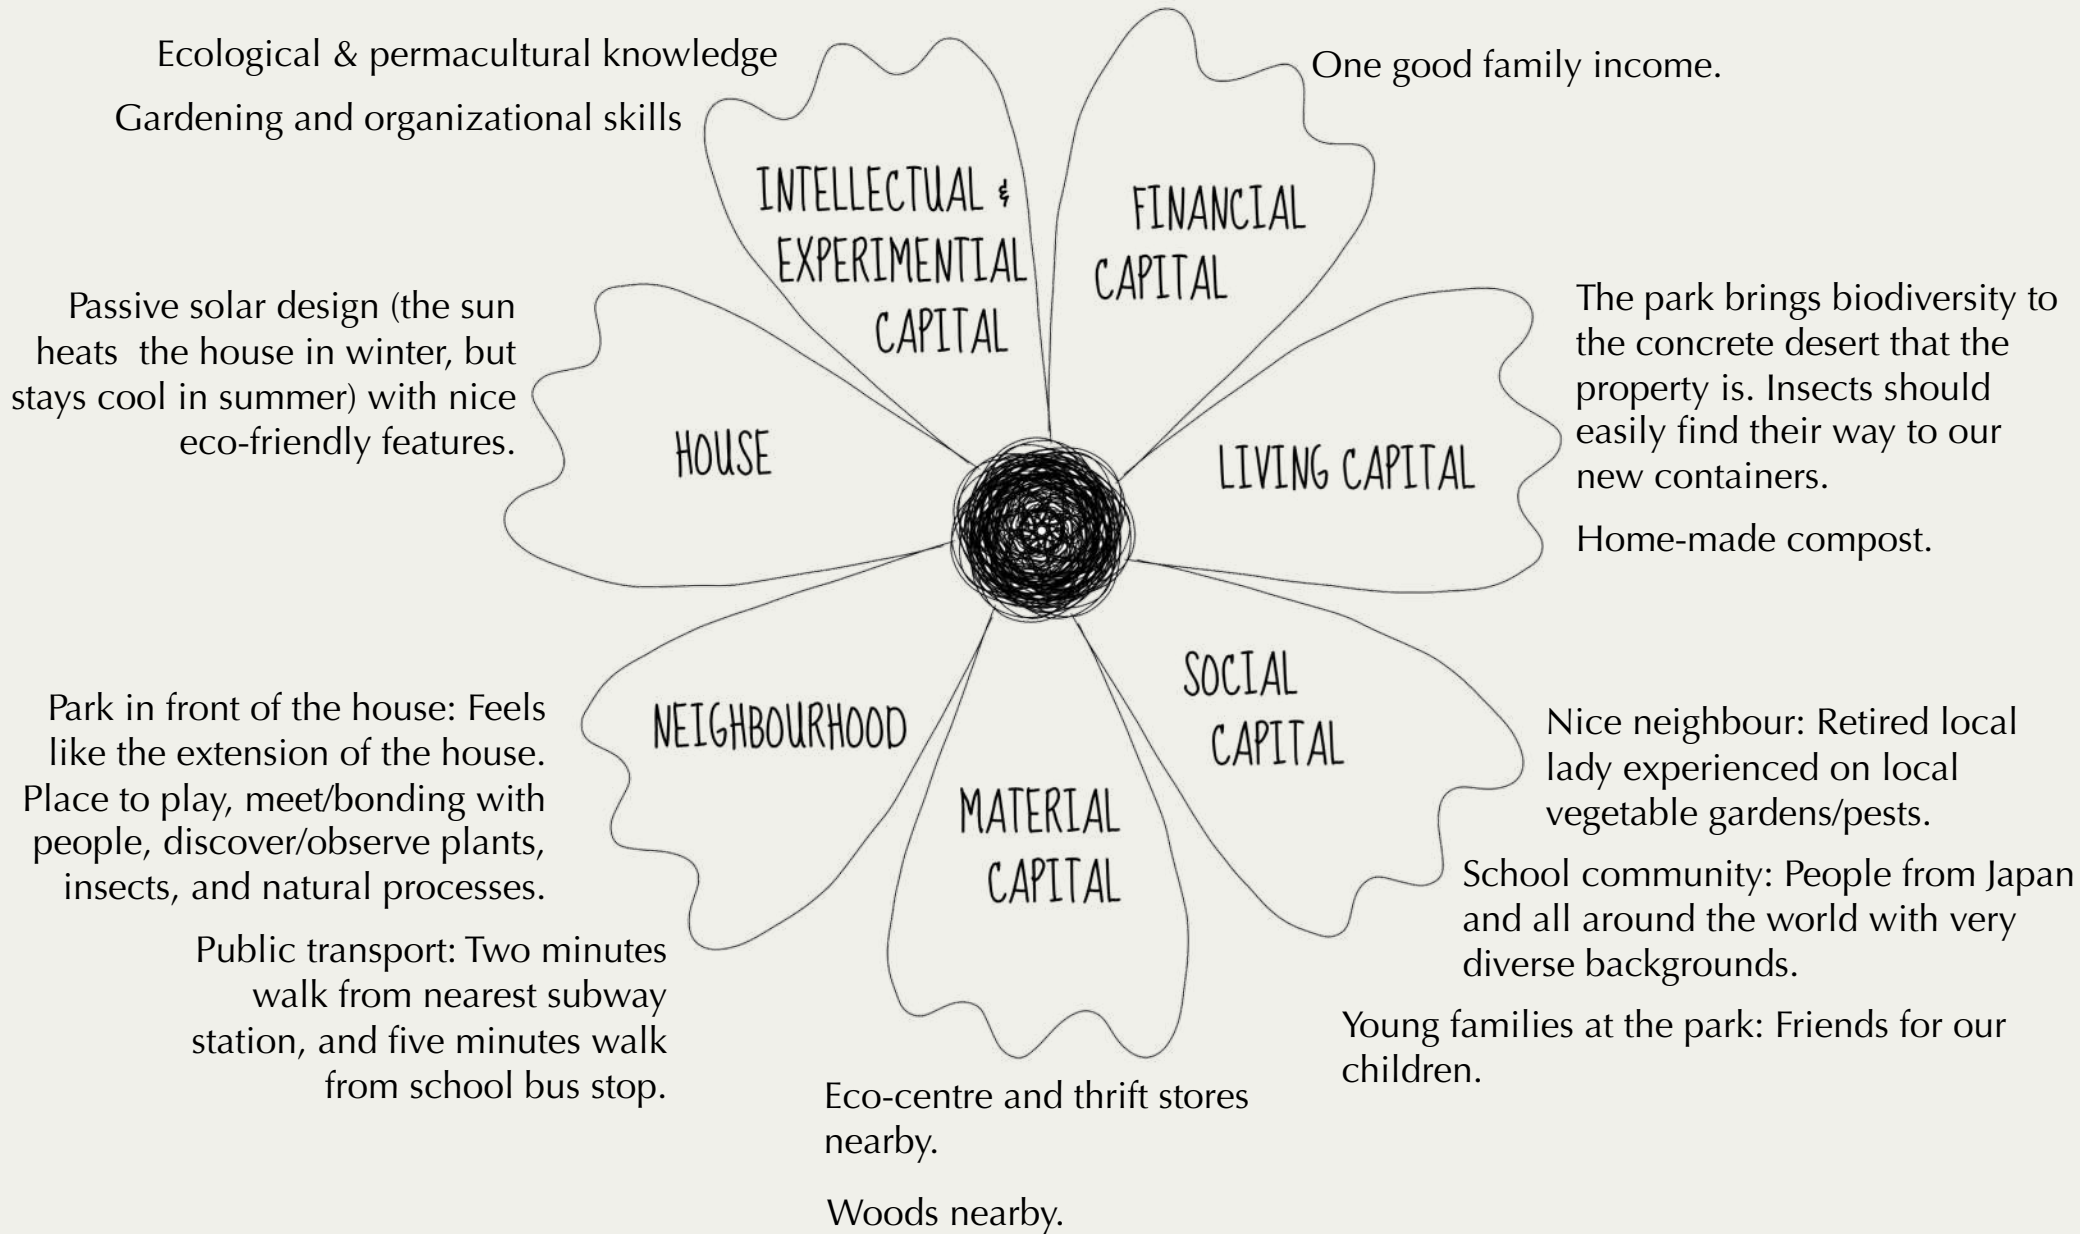 Ecological & permacultural knowledge
Gardening and organizational skills
INTELLECTUAL &
EXPERIMENTIAL
CAPITAL
One good family income.
FINANCIAL
CAPITAL
Passive solar design (the sun
heats  the house in winter, but
stays cool in summer) with nice
eco-friendly features.
HOUSE
The park brings biodiversity to
the concrete desert that the
property is. Insects should
easily find their way to our
new containers.
Home-made compost.
LIVING CAPITAL
Park in front of the house: Feels
like the extension of the house.
Place to play, meet/bonding with
people, discover/observe plants,
insects, and natural processes.
Public transport: Two minutes
walk from nearest subway
station, and five minutes walk
from school bus stop.
NEIGHBOURHOOD
MATERIAL
CAPITAL
Eco-centre and thrift stores
nearby.
Woods nearby.
SOCIAL
CAPITAL
Nice neighbour: Retired local
lady experienced on local
vegetable gardens/pests.
School community: People from Japan
and all around the world with very
diverse backgrounds.
Young families at the park: Friends for our
children.